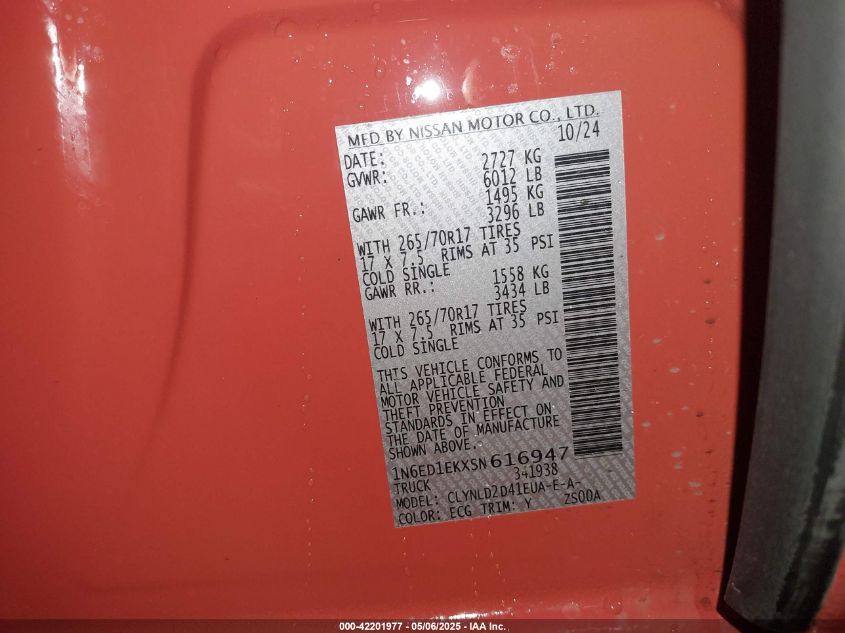 MFD BY NISSAN MOTOR CO., LTD.
DATE: 10/24
GVWR: 2727 KG
6012 LB
GAWR FR.: 1495 KG
3296 LB
WITH 265/70R17 TIRES
17 X 7.5 RIMS AT 35 PSI
COLD SINGLE
GAWR RR.: 1558 KG
3434 LB
WITH 265/70R17 TIRES
17 X 7.5 RIMS AT 35 PSI
COLD SINGLE
THIS VEHICLE CONFORMS TO
ALL APPLICABLE FEDERAL
MOTOR VEHICLE SAFETY AND
THEFT PREVENTION
STANDARDS IN EFFECT ON
THE DATE OF MANUFACTURE
SHOWN ABOVE.
1N6ED1EKXSN616947
TRUCK 341938
MODEL: CLYNLD2D41EUA-E-A-
COLOR: ECG TRIM: Y ZS00A
000-42201977 - 05/06/2025 - IAA Inc.